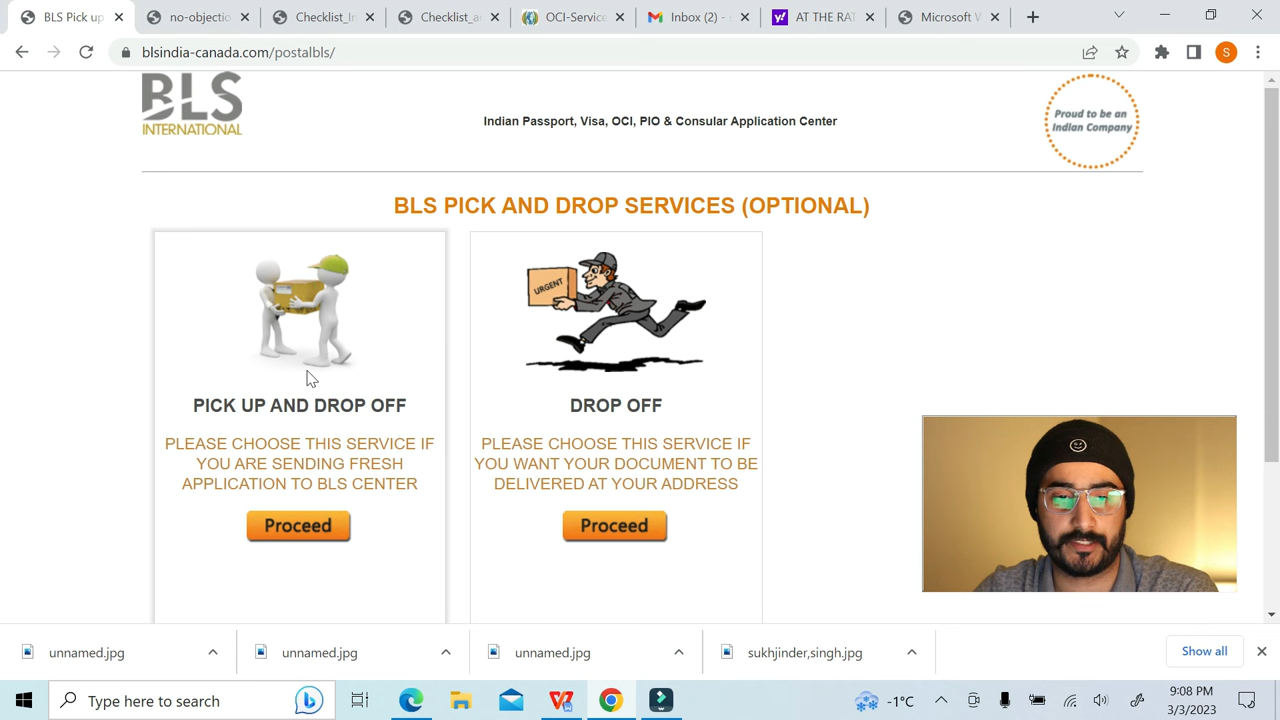 BLS Pick up
no-objectio
Checklist_In
Checklist_a
OCI-Service
Inbox (2) -
AT THE RAT
Microsoft V
blsindia-canada.com/postalbls/
S
BLS
INTERNATIONAL
Indian Passport, Visa, OCI, PIO & Consular Application Center
Proud to be an
Indian Company
BLS PICK AND DROP SERVICES (OPTIONAL)
URGENT
PICK UP AND DROP OFF
PLEASE CHOOSE THIS SERVICE IF
YOU ARE SENDING FRESH
APPLICATION TO BLS CENTER
Proceed
DROP OFF
PLEASE CHOOSE THIS SERVICE IF
YOU WANT YOUR DOCUMENT TO BE
DELIVERED AT YOUR ADDRESS
Proceed
unnamed.jpg
unnamed.jpg
unnamed.jpg
sukhjinder,singh.jpg
Show all
Type here to search
-1°C
9:08 PM
3/3/2023